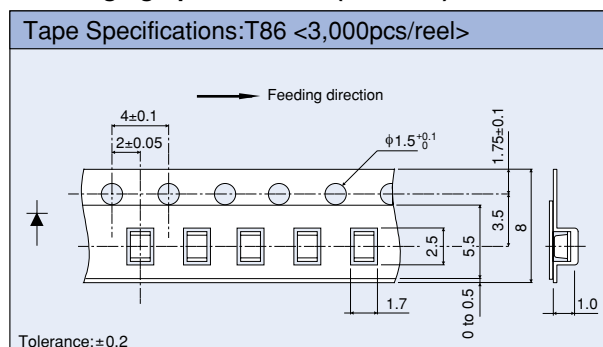 Tape Specifications:T86 <3,000pcs/reel>
Feeding direction
4±0.1
2±0.05
φ1.5 +0.1 0
1.75±0.1
3.5
8
5.5
2.5
1.7
0 to 0.5
1.0
Tolerance:±0.2